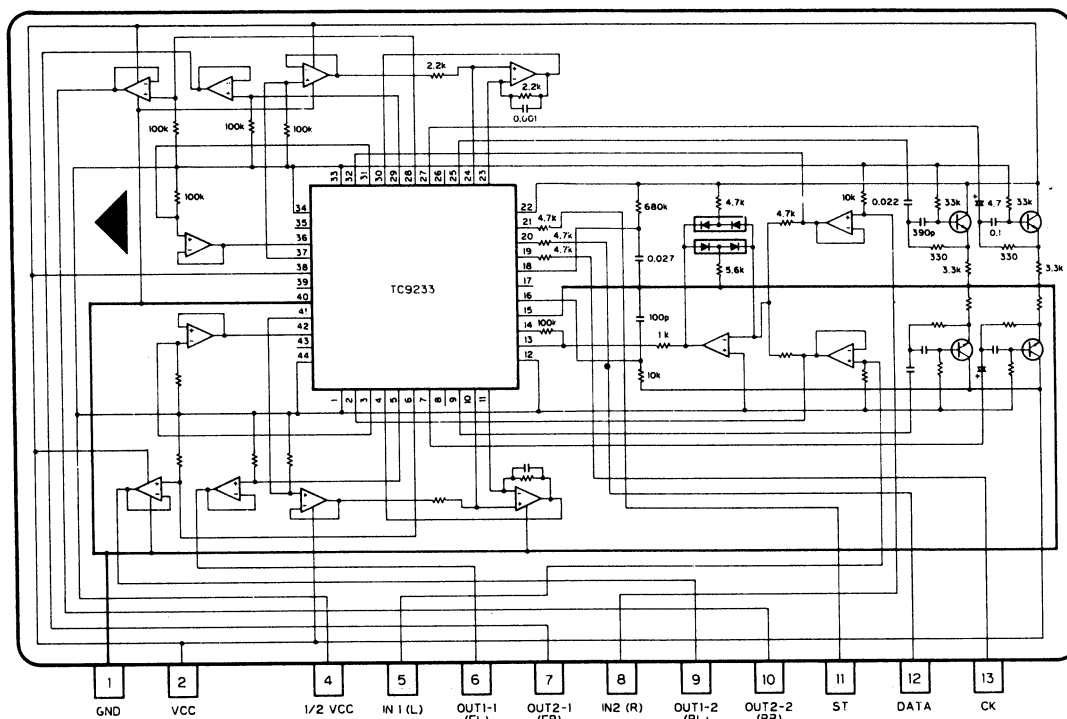 2.2k
2.2k
0.001
100k
100k
100k
100k
33 32 31 30 29 28 27 26 25 24 23
34
35
36
37
38
39
40
41
42
43
44
22
21
20
19
18
17
16
15
14
13
12
1 2 3 4 5 6 7 8 9 10 11
TC9233
4.7k
4.7k
4.7k
100k
680k
0.027
100p
10k
1k
4.7k
5.6k
4.7k
10k
0.022
390p
33k
330
3.3k
4.7
0.1
33k
330
3.3k
1 2 4 5 6 7 8 9 10 11 12 13
GND VCC 1/2 VCC IN 1 (L) OUT1-1 OUT2-1 IN2 (R) OUT1-2 OUT2-2 ST DATA CK